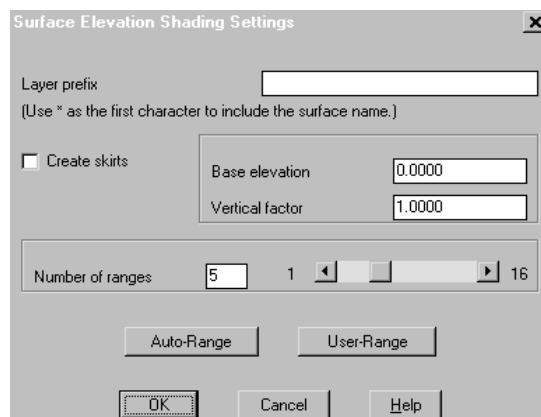 Surface Elevation Shading Settings
Layer prefix
(Use * as the first character to include the surface name.)
Create skirts
Base elevation 0.0000
Vertical factor 1.0000
Number of ranges 5 1 16
Auto-Range User-Range
OK Cancel Help